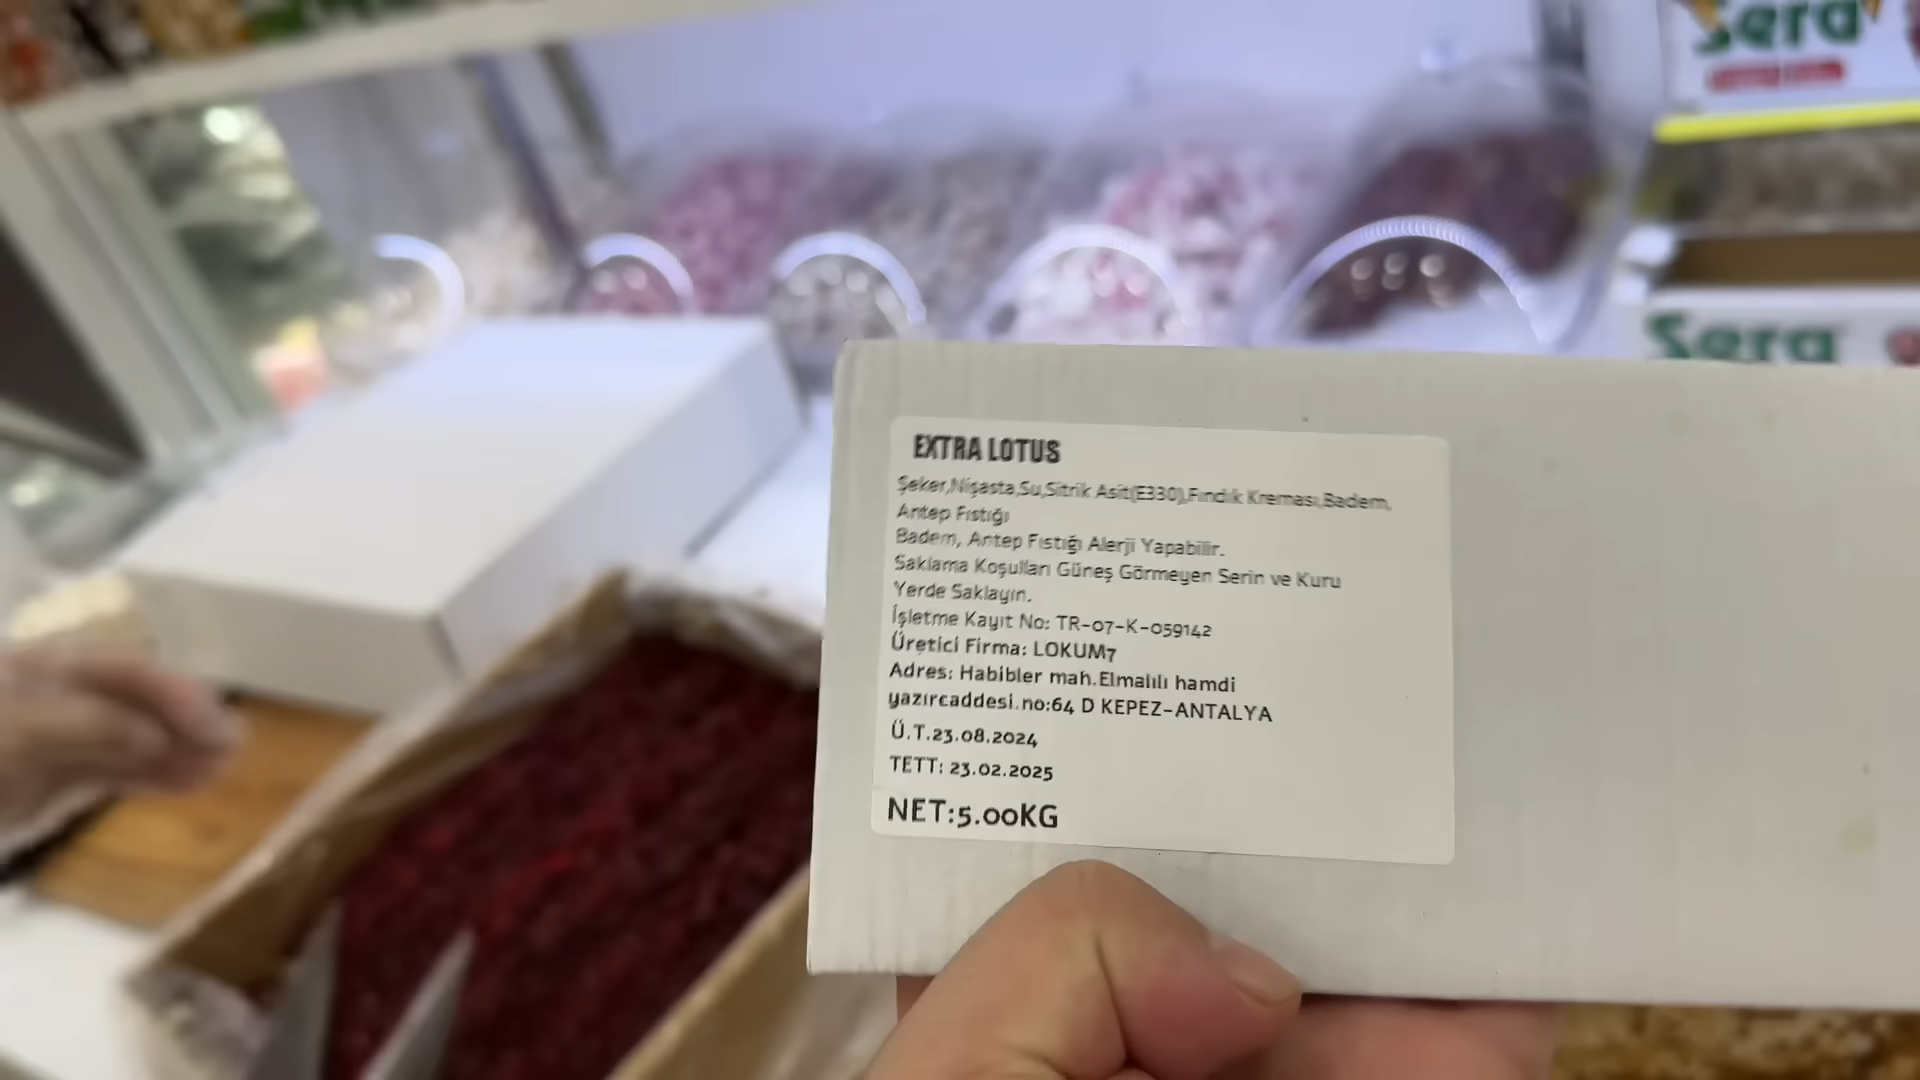 Sera
Sera
EXTRA LOTUS
Şeker,Nişasta,Su,Sitrik Asit(E330),Fındık Kreması,Badem,
Antep Fıstığı
Badem, Antep Fıstığı Alerji Yapabilir.
Saklama Koşulları Güneş Görmeyen Serin ve Kuru
Yerde Saklayın.
İşletme Kayıt No: TR-07-K-059142
Üretici Firma: LOKUM7
Adres: Habibler mah.Elmalılı hamdi
yazırcaddesi.no:64 D KEPEZ-ANTALYA
Ü.T.23.08.2024
TETT: 23.02.2025
NET:5.00KG